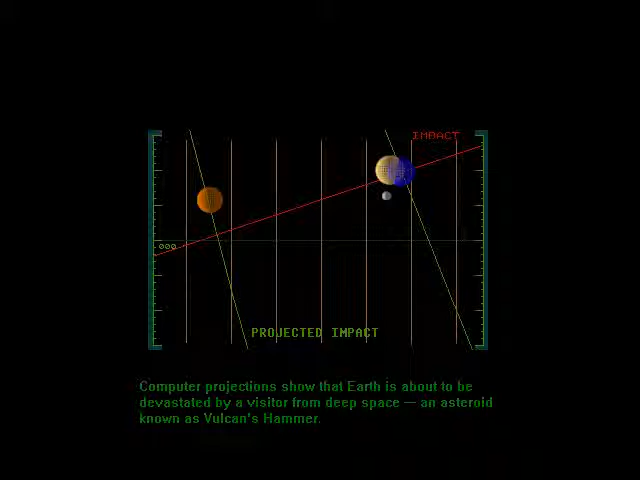 IMPACT
000
PROJECTED IMPACT
Computer projections show that Earth is about to be
devastated by a visitor from deep space — an asteroid
known as Vulcan's Hammer.